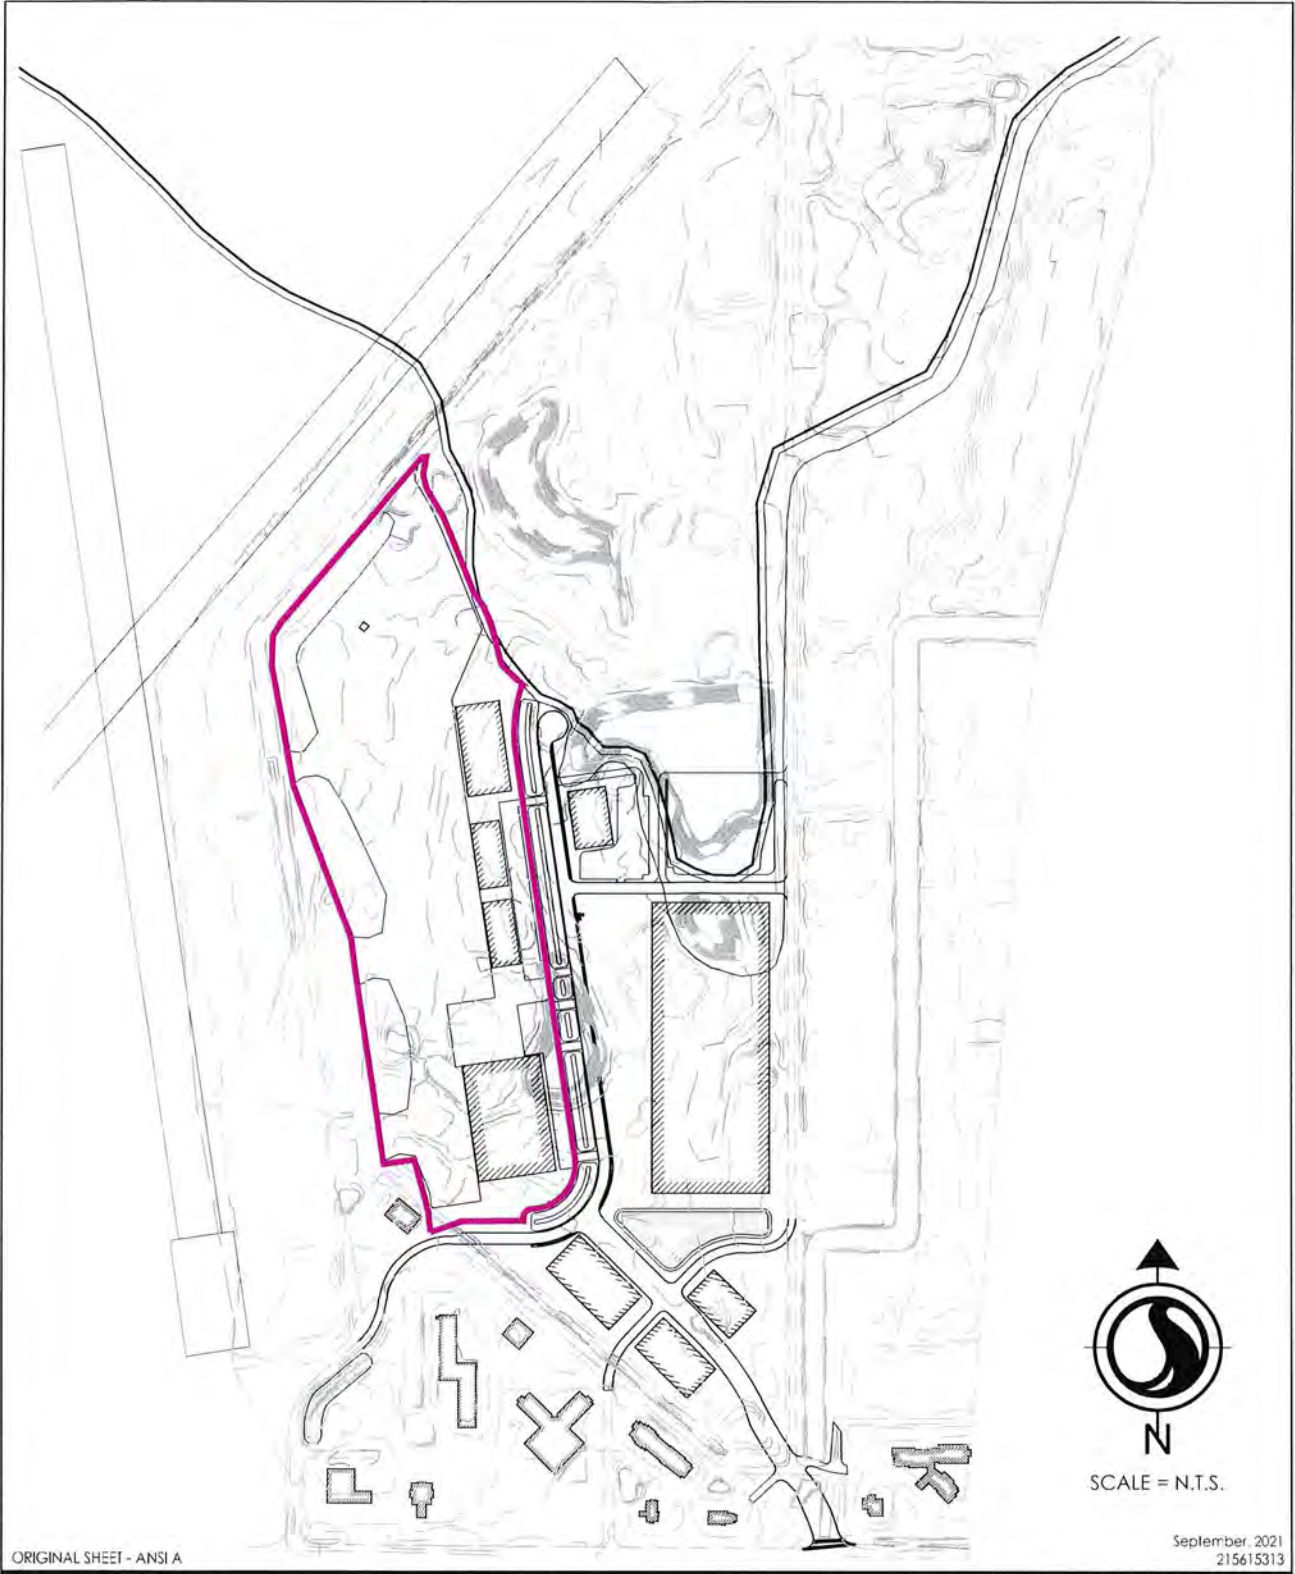 N
SCALE = N.T.S.
September, 2021
215615313
ORIGINAL SHEET - ANSI A